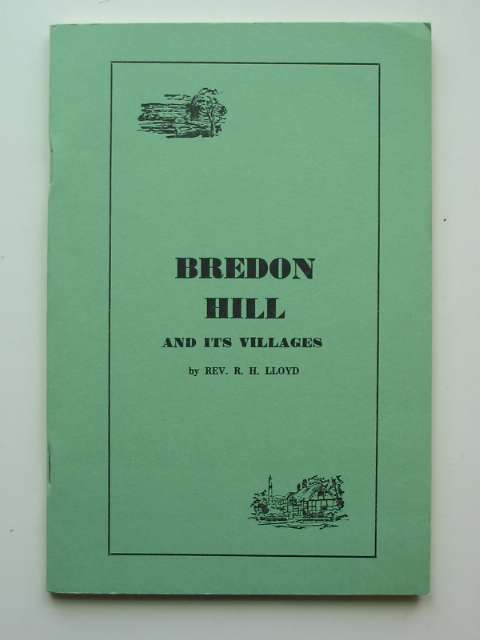 BREDON
HILL
AND ITS VILLAGES
by REV. R. H. LLOYD